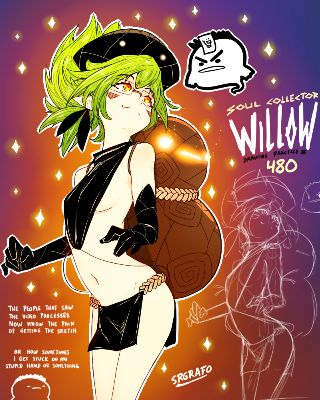 SOUL COLLECTOR
WILLOW
DRAWING PRACTICE #:
480
THE PEOPLE THAT SAW
THE VIDEO PROCESSES
NOW KNOW THE PAIN
OF GETTING THE SKETCH
OR HOW SOMETIMES
I GET STUCK ON AN
STUPID HAND OR SOMETHING
SRGRAFO